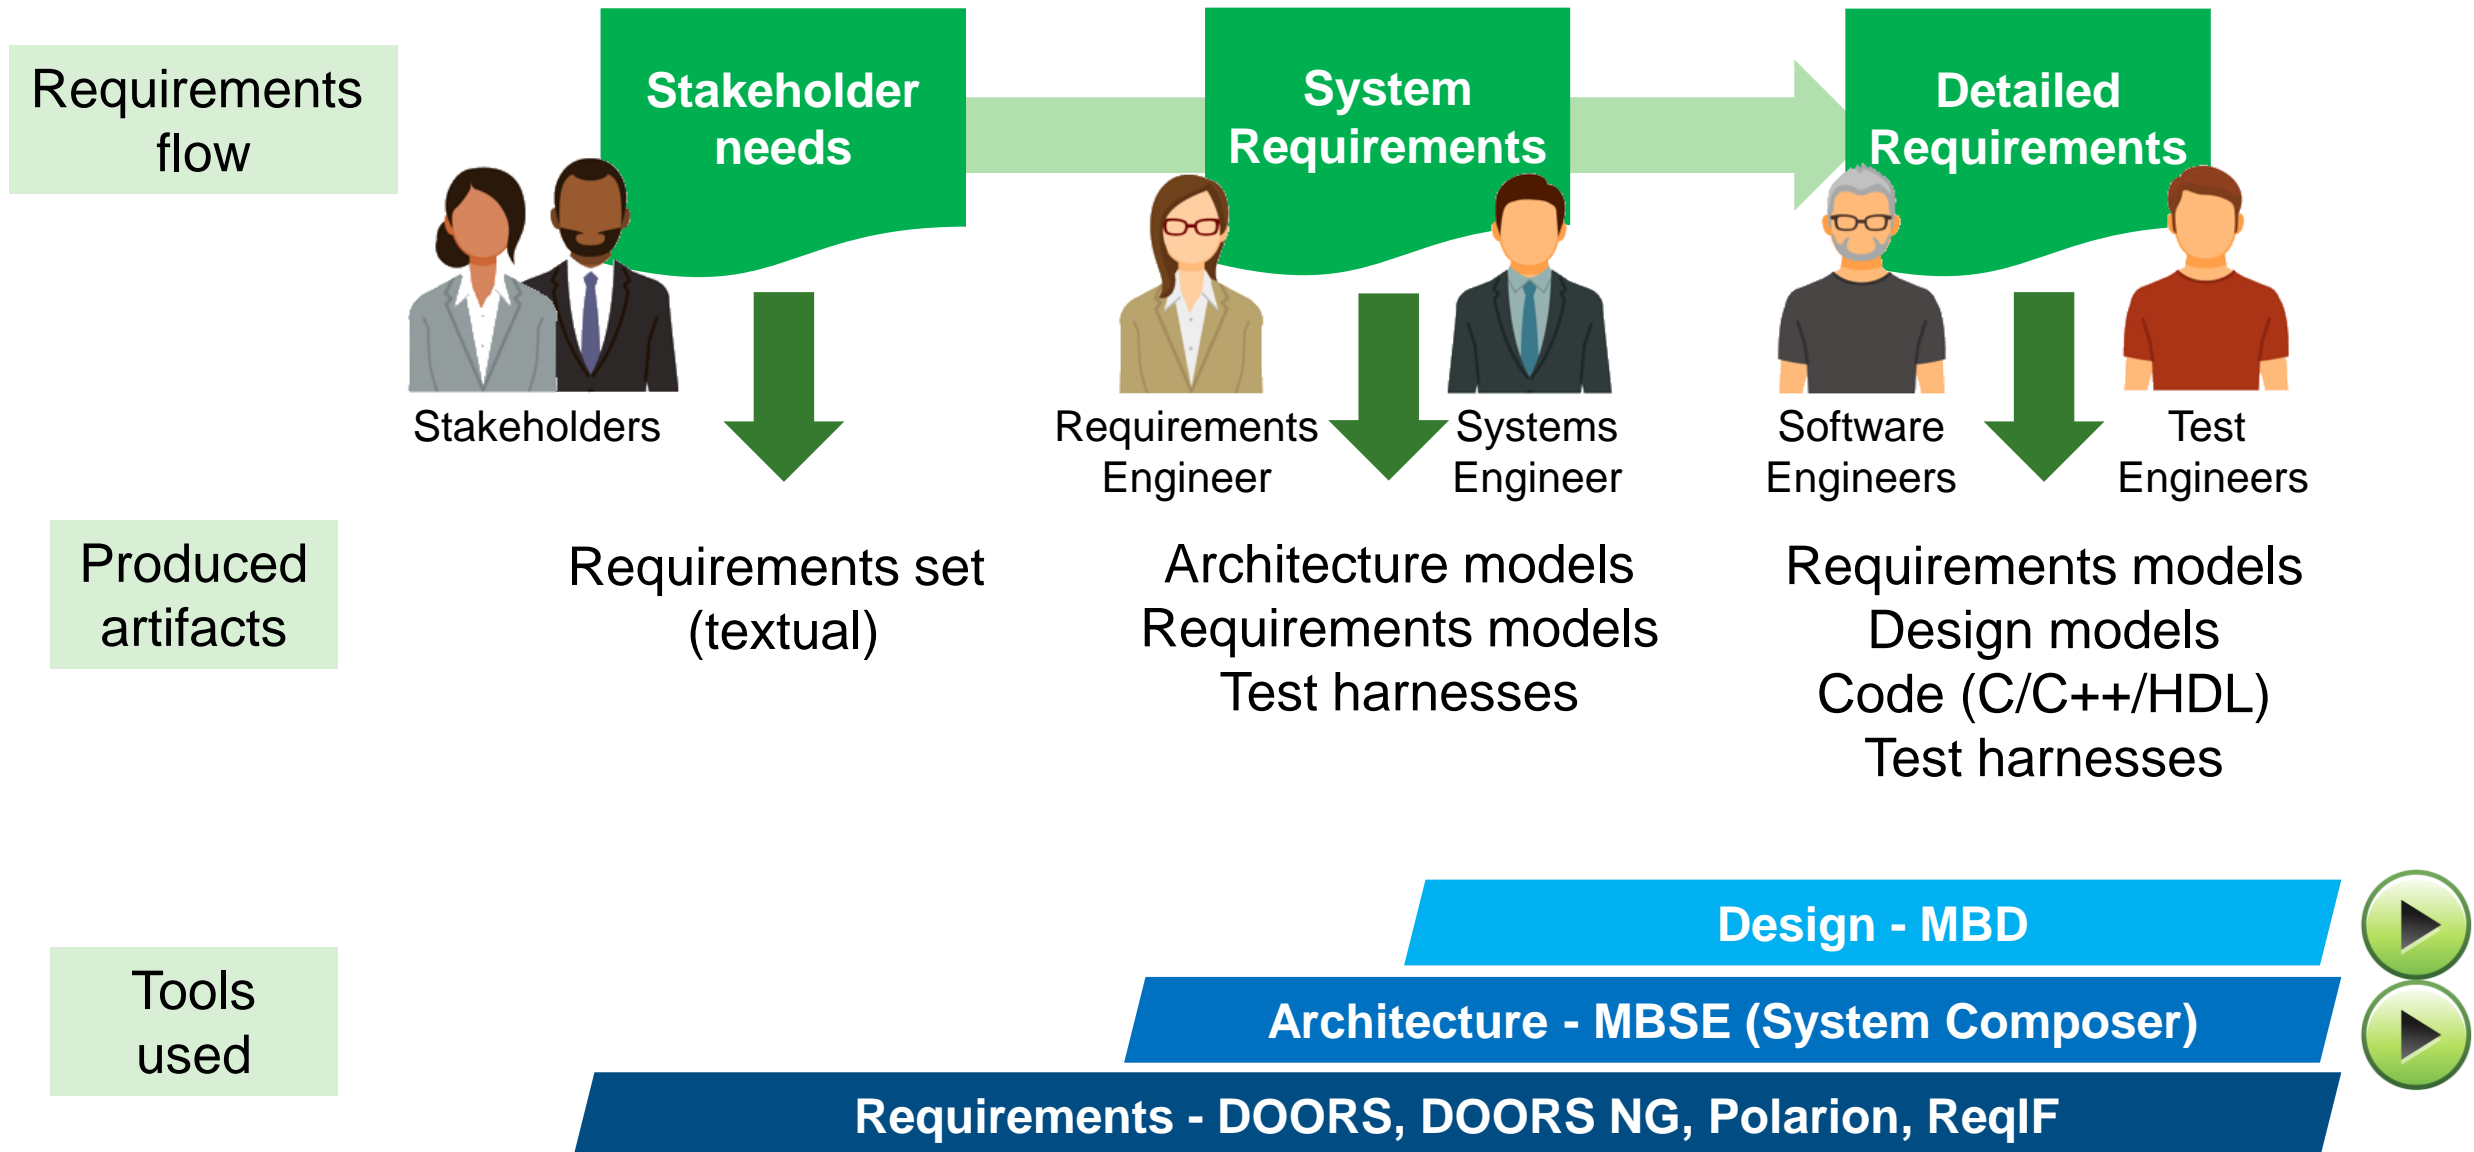 Requirements
flow
Stakeholder
needs
System
Requirements
Detailed
Requirements
Stakeholders
Requirements
Engineer
Systems
Engineer
Software
Engineers
Test
Engineers
Produced
artifacts
Requirements set
(textual)
Architecture models
Requirements models
Test harnesses
Requirements models
Design models
Code (C/C++/HDL)
Test harnesses
Tools
used
Design - MBD
Architecture - MBSE (System Composer)
Requirements - DOORS, DOORS NG, Polarion, ReqIF